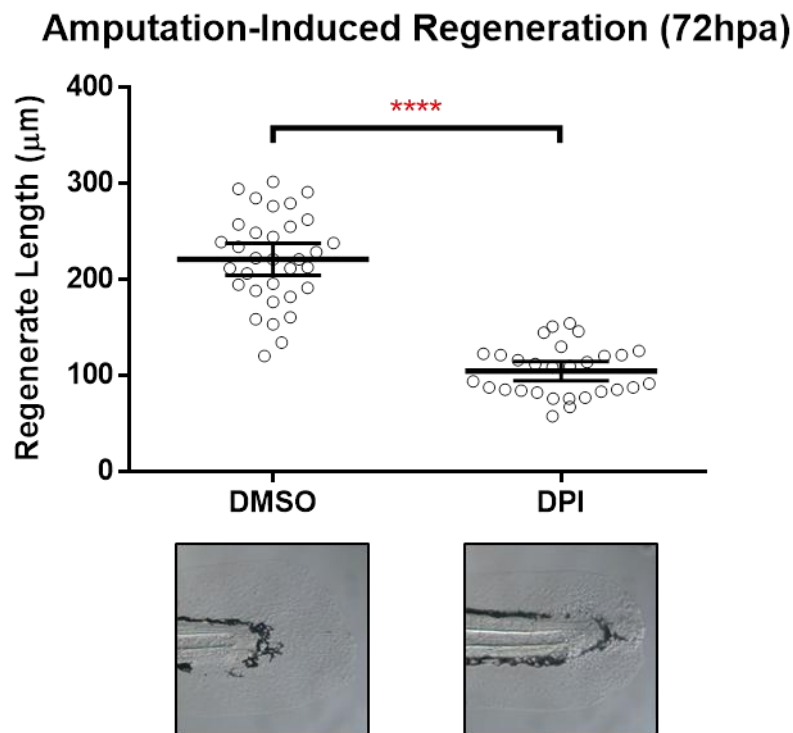 Amputation-Induced Regeneration (72hpa)
Regenerate Length (μm)
400
300
200
100
0
****
DMSO
DPI